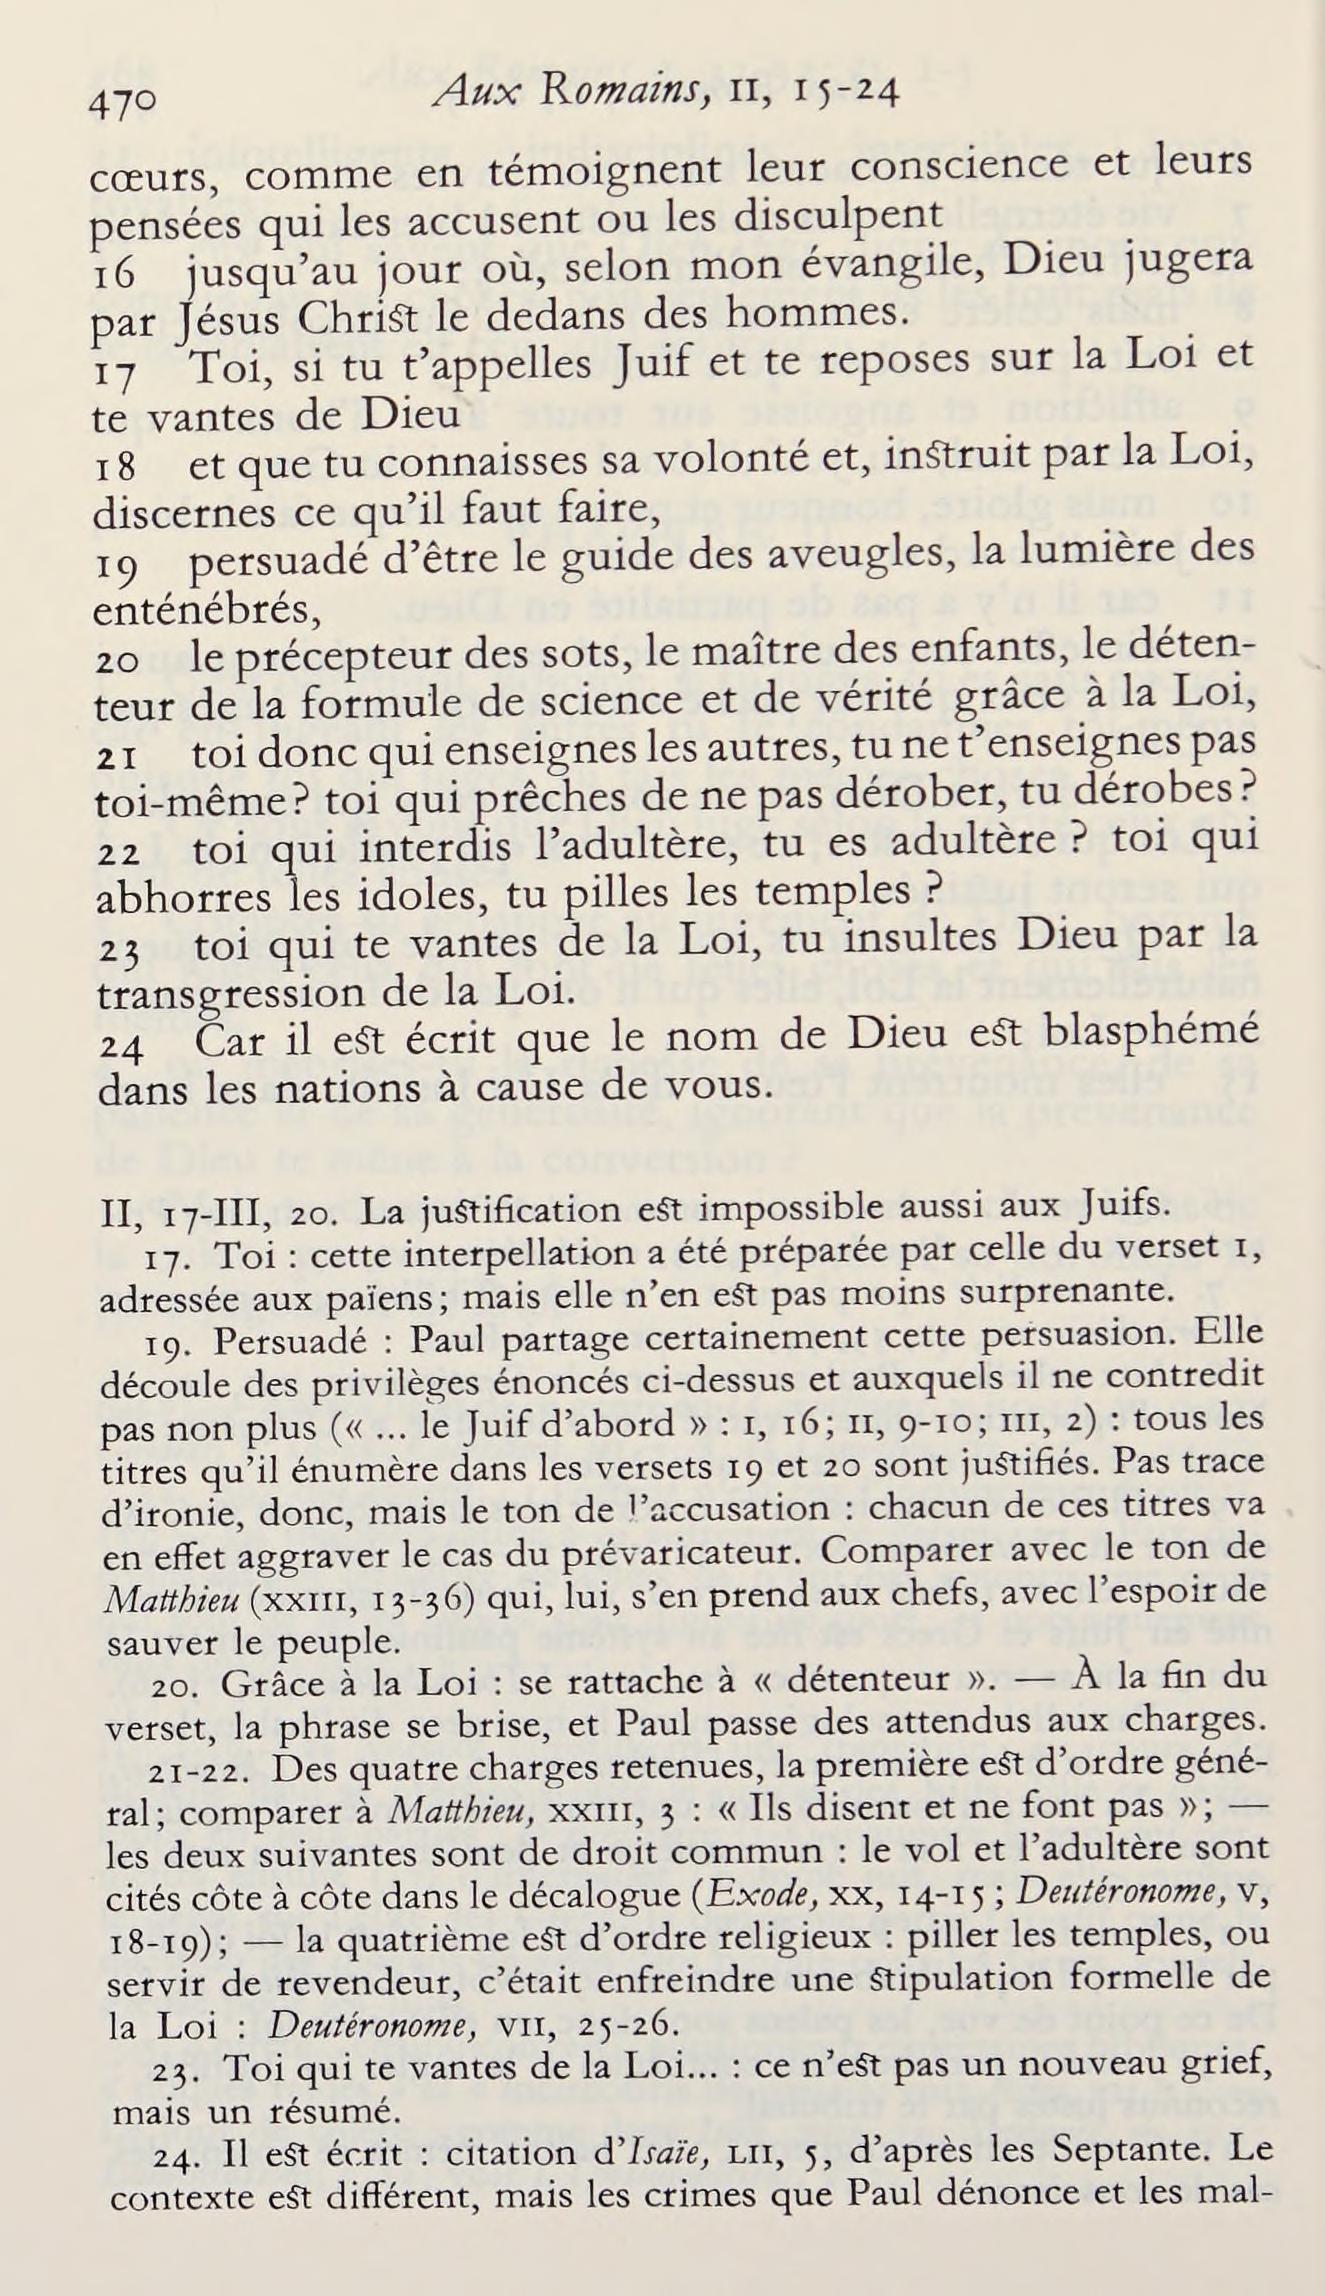 470
Aux Romains, II, 15-24
cœurs, comme en témoignent leur conscience et leurs
pensées qui les accusent ou les disculpent
16 jusqu'au jour où, selon mon évangile, Dieu jugera
par Jésus Christ le dedans des hommes.
17 Toi, si tu t'appelles Juif et te reposes sur la Loi et
te vantes de Dieu
18 et que tu connaisses sa volonté et, instruit par la Loi,
discernes ce qu'il faut faire,
19 persuadé d'être le guide des aveugles, la lumière des
enténébrés,
20 le précepteur des sots, le maître des enfants, le déten-
teur de la formule de science et de vérité grâce à la Loi,
21 toi donc qui enseignes les autres, tu ne t'enseignes pas
toi-même? toi qui prêches de ne pas dérober, tu dérobes?
22 toi qui interdis l'adultère, tu es adultère ? toi qui
abhorres les idoles, tu pilles les temples ?
23 toi qui te vantes de la Loi, tu insultes Dieu par la
transgression de la Loi.
24 Car il est écrit que le nom de Dieu est blasphémé
dans les nations à cause de vous.
II, 17-III, 20. La justification est impossible aussi aux Juifs.
17. Toi : cette interpellation a été préparée par celle du verset 1,
adressée aux païens; mais elle n'en est pas moins surprenante.
19. Persuadé : Paul partage certainement cette persuasion. Elle
découle des privilèges énoncés ci-dessus et auxquels il ne contredit
pas non plus (« ... le Juif d'abord » : I, 16; II, 9-10; III, 2) : tous les
titres qu'il énumère dans les versets 19 et 20 sont justifiés. Pas trace
d'ironie, donc, mais le ton de l'accusation : chacun de ces titres va
en effet aggraver le cas du prévaricateur. Comparer avec le ton de
Matthieu (XXIII, 13-36) qui, lui, s'en prend aux chefs, avec l'espoir de
sauver le peuple.
20. Grâce à la Loi : se rattache à « détenteur ». — À la fin du
verset, la phrase se brise, et Paul passe des attendus aux charges.
21-22. Des quatre charges retenues, la première est d'ordre géné-
ral; comparer à Matthieu, XXIII, 3 : « Ils disent et ne font pas »; —
les deux suivantes sont de droit commun : le vol et l'adultère sont
cités côte à côte dans le décalogue (Exode, XX, 14-15 ; Deutéronome, V,
18-19); — la quatrième est d'ordre religieux : piller les temples, ou
servir de revendeur, c'était enfreindre une stipulation formelle de
la Loi : Deutéronome, VII, 25-26.
23. Toi qui te vantes de la Loi... : ce n'est pas un nouveau grief,
mais un résumé.
24. Il est écrit : citation d'Isaïe, LII, 5, d'après les Septante. Le
contexte est différent, mais les crimes que Paul dénonce et les mal-